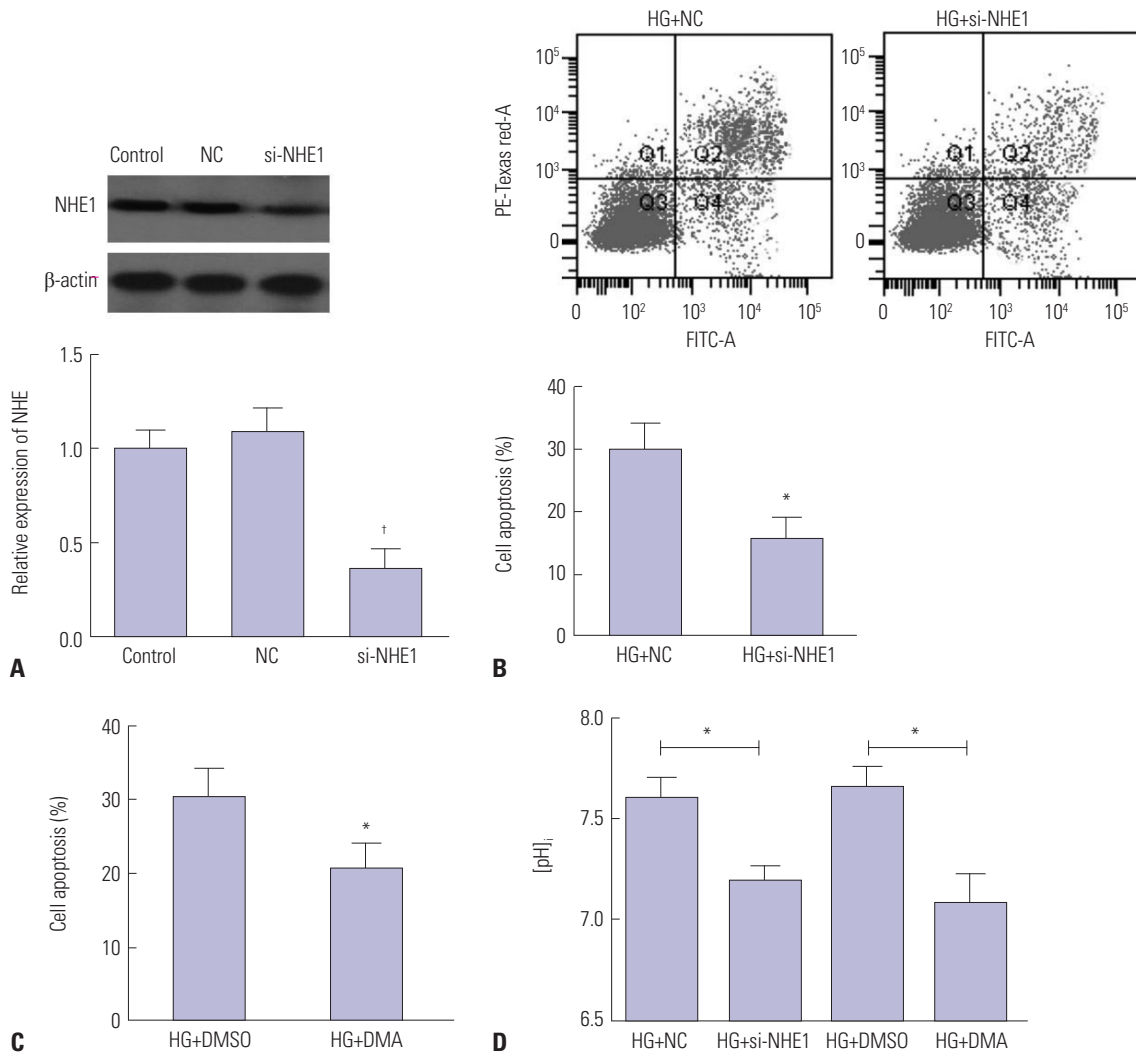 Control NC si-NHE1
NHE1
β-actin
1.5
1.0
0.5
0.0
Relative expression of NHE
†
Control NC si-NHE1
A
HG+NC
HG+si-NHE1
10⁵
10⁴
10³
0
PE-Texas red-A
Q1 Q2
Q3 Q4
0 10² 10³ 10⁴ 10⁵
FITC-A
10⁵
10⁴
10³
0
Q1 Q2
Q3 Q4
0 10² 10³ 10⁴ 10⁵
FITC-A
40
30
20
10
0
Cell apoptosis (%)
*
HG+NC HG+si-NHE1
B
40
30
20
10
0
Cell apoptosis (%)
*
HG+DMSO HG+DMA
C
8.0
7.5
7.0
6.5
[pH]ᵢ
* *
HG+NC HG+si-NHE1 HG+DMSO HG+DMA
D